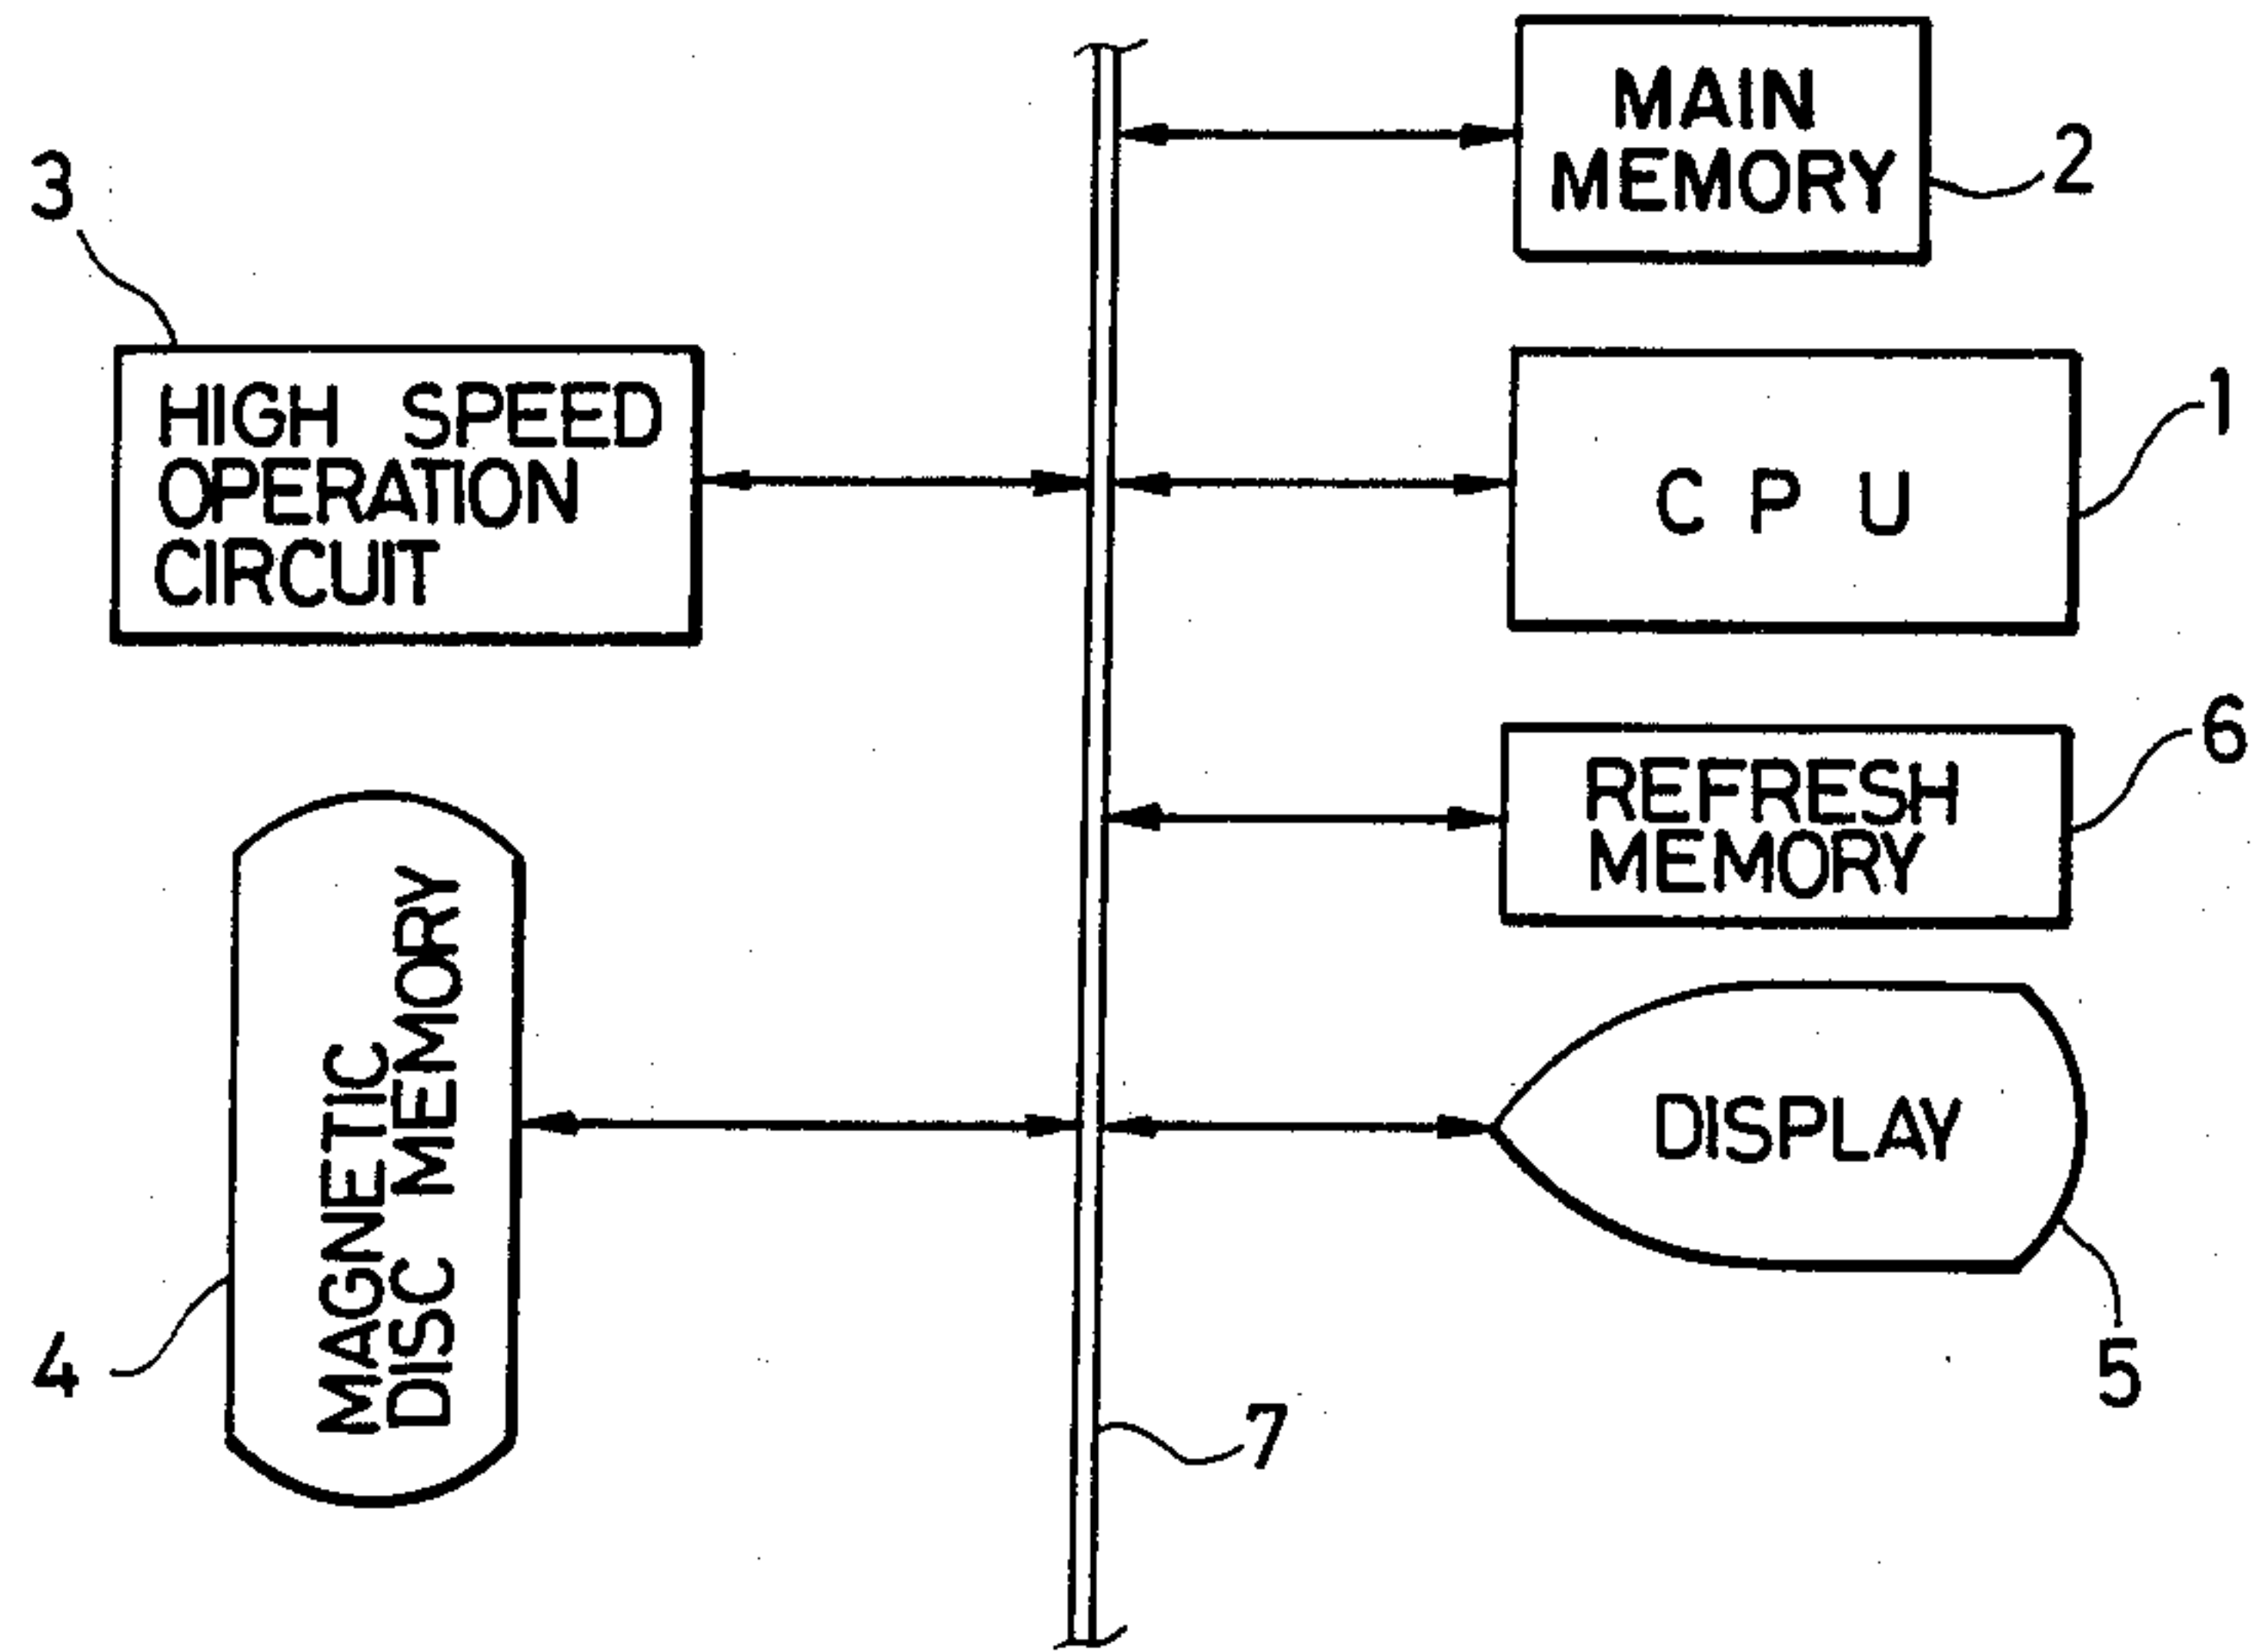 MAIN
MEMORY
2
3
HIGH SPEED
OPERATION
CIRCUIT
C P U
1
REFRESH
MEMORY
6
MAGNETIC
DISC MEMORY
4
DISPLAY
5
7